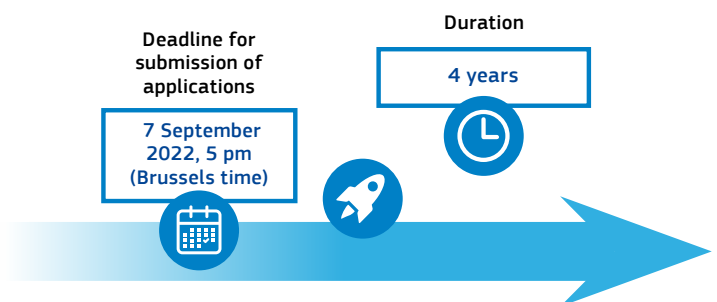 Deadline for
submission of
applications
7 September
2022, 5 pm
(Brussels time)
Duration
4 years